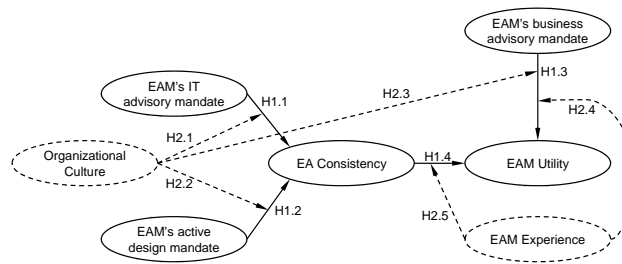 EAM's business
advisory mandate
EAM's IT
advisory mandate
H1.1
H2.3
H1.3
H2.4
H2.1
Organizational
Culture
EA Consistency
H1.4
EAM Utility
H2.2
H1.2
H2.5
EAM's active
design mandate
EAM Experience